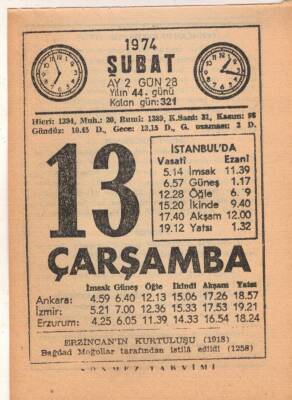 1974
ŞUBAT
AY 2 GÜN 28
Yılın 44. günü
Kalan gün: 321
Hicri: 1394, Muh.: 20, Rumi: 1389, K.Sani: 31, Kasım: 98
Gündüz: 10.45 D., Gece: 13.15 D., G. uzaması: 2 D.
13
İSTANBUL'DA
Vasati Ezani
5.14 İmsak 11.39
6.57 Güneş 1.17
12.28 Öğle 6.49
15.20 İkindi 9.40
17.40 Akşam 12.00
19.12 Yatsı 1.32
ÇARŞAMBA
İmsak Güneş Öğle İkindi Akşam Yatsı
Ankara: 4.59 6.40 12.13 15.06 17.26 18.57
İzmir: 5.21 7.00 12.36 15.33 17.53 19.21
Erzurum: 4.25 6.05 11.39 14.33 16.54 18.24
ERZİNCAN'IN KURTULUŞU (1918)
Bağdad Moğollar tarafından istilâ edildi (1258)